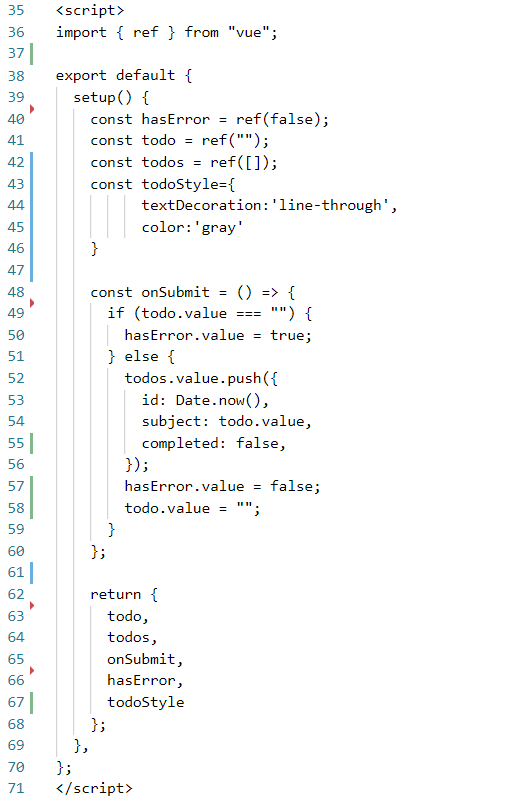 35 <script>
36 import { ref } from "vue";
37
38 export default {
39   setup() {
40     const hasError = ref(false);
41     const todo = ref("");
42     const todos = ref([]);
43     const todoStyle={
44           textDecoration:'line-through',
45           color:'gray'
46     }
47
48     const onSubmit = () => {
49       if (todo.value === "") {
50         hasError.value = true;
51       } else {
52         todos.value.push({
53           id: Date.now(),
54           subject: todo.value,
55           completed: false,
56         });
57         hasError.value = false;
58         todo.value = "";
59       }
60     };
61
62     return {
63       todo,
64       todos,
65       onSubmit,
66       hasError,
67       todoStyle
68     };
69   },
70 };
71 </script>